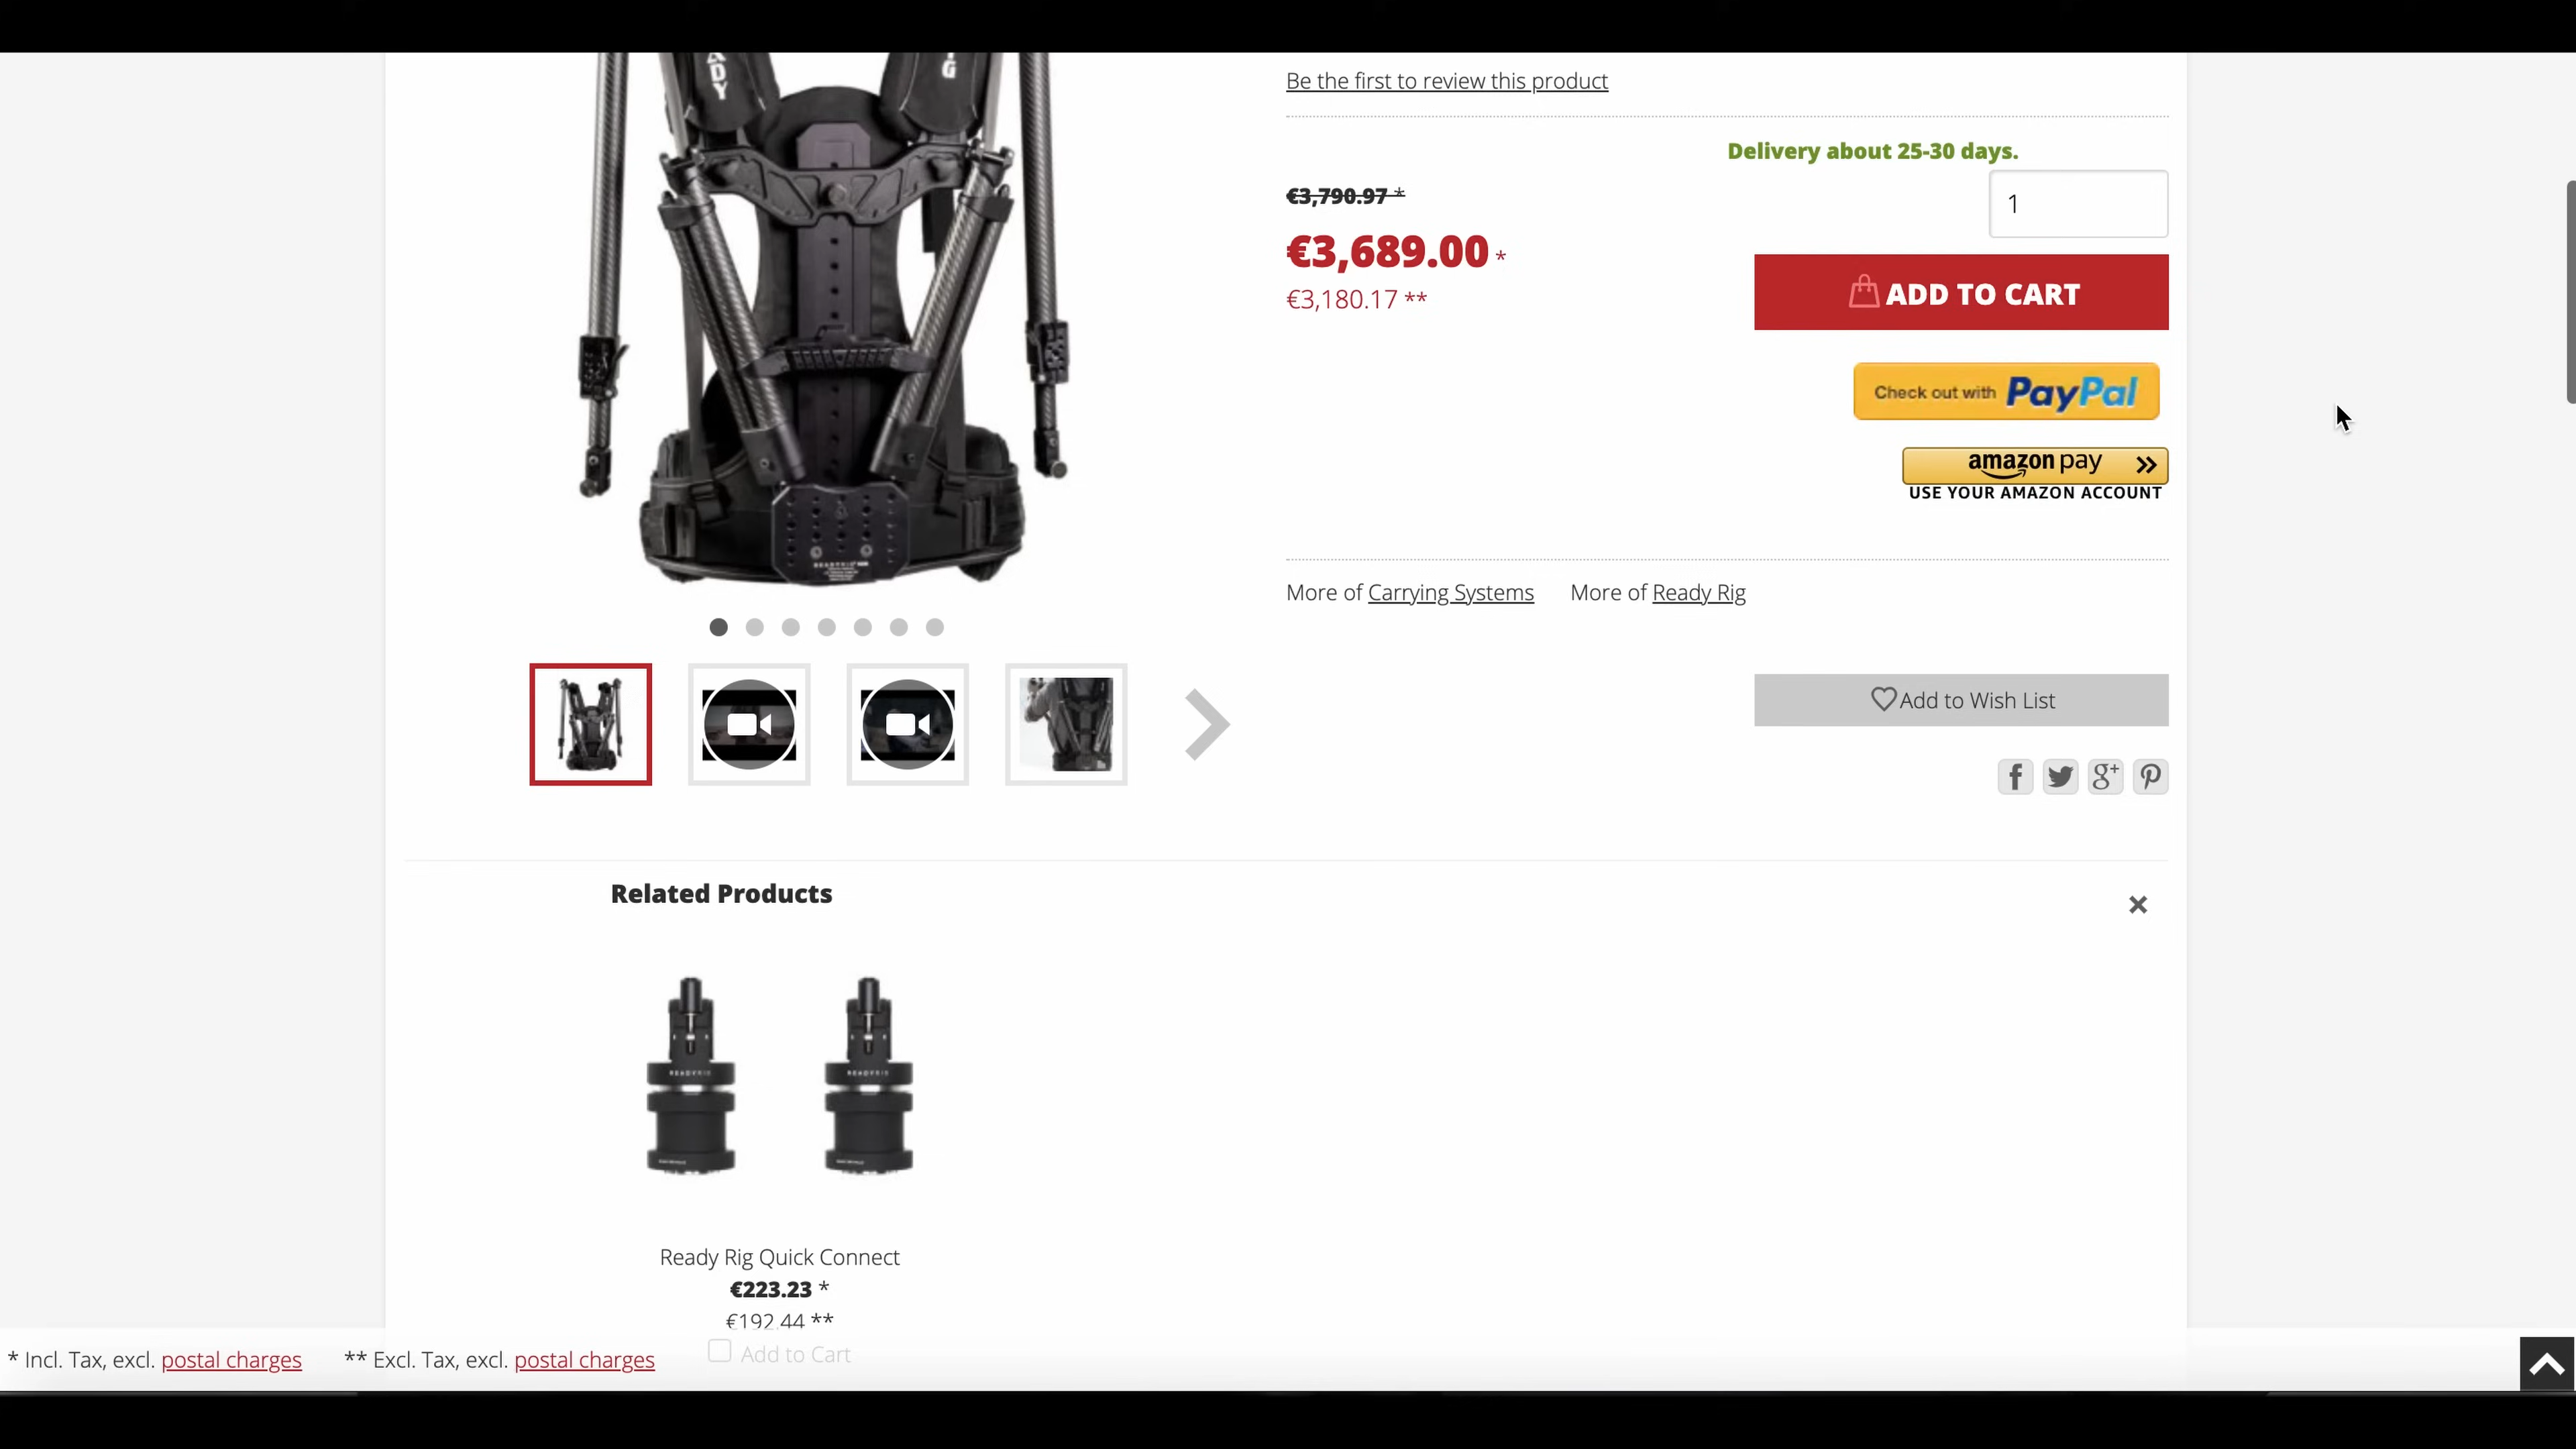 ADY
G
Be the first to review this product
Delivery about 25-30 days.
€3,790.97 *
1
€3,689.00 *
€3,180.17 **
ADD TO CART
Check out with PayPal
amazon pay
USE YOUR AMAZON ACCOUNT
More of Carrying Systems More of Ready Rig
Add to Wish List
Related Products
READYRIG READYRIG
Ready Rig Quick Connect
€223.23 *
€192.44 **
Add to Cart
* Incl. Tax, excl. postal charges ** Excl. Tax, excl. postal charges